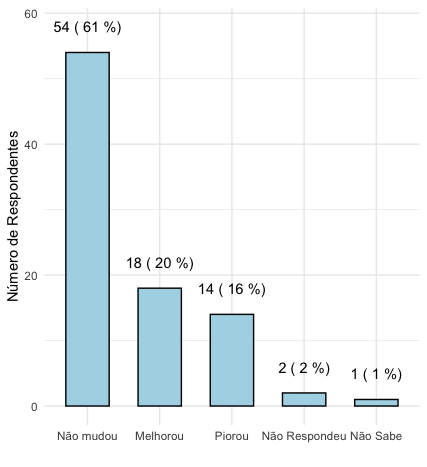 60
54 ( 61 %)
40
Número de Respondentes
20
18 ( 20 %)
14 ( 16 %)
2 ( 2 %)
1 ( 1 %)
0
Não mudou
Melhorou
Piorou
Não Respondeu
Não Sabe